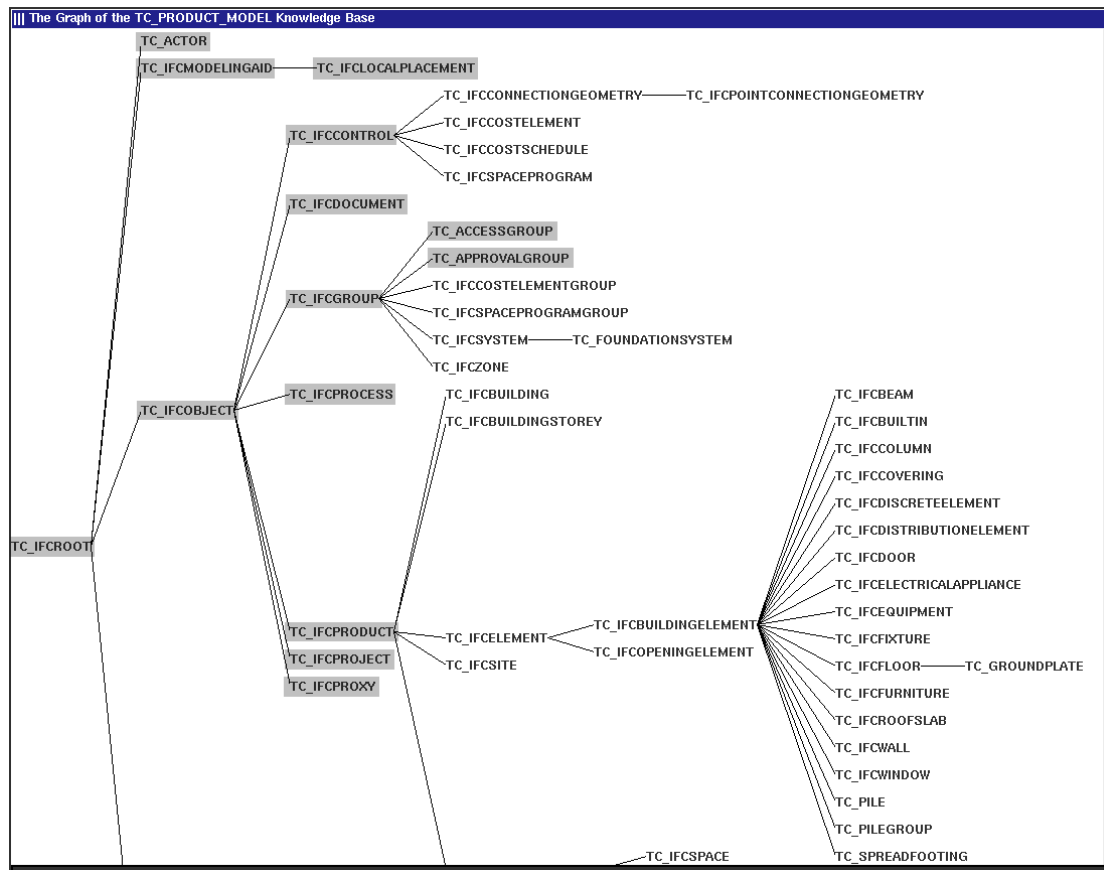 ||| The Graph of the TC_PRODUCT_MODEL Knowledge Base
TC_ACTOR
TC_IFCMODELINGAID TC_IFCLOCALPLACEMENT
TC_IFCCONNECTIONGEOMETRY TC_IFCPOINTCONNECTIONGEOMETRY
TC_IFCCOSTELEMENT
TC_IFCCONTROL
TC_IFCCOSTSCHEDULE
TC_IFCSPACEPROGRAM
TC_IFCDOCUMENT
TC_ACCESSGROUP
TC_APPROVALGROUP
TC_IFCCOSTELEMENTGROUP
TC_IFCGROUP
TC_IFCSPACEPROGRAMGROUP
TC_IFCSYSTEM TC_FOUNDATIONSYSTEM
TC_IFCZONE
TC_IFCPROCESS TC_IFCBUILDING TC_IFCBEAM
TC_IFCOBJECT
TC_IFCBUILDINGSTOREY TC_IFCBUILTIN
TC_IFCCOLUMN
TC_IFCCOVERING
TC_IFCDISCRETEELEMENT
TC_IFCDISTRIBUTIONELEMENT
TC_IFCROOT
TC_IFCDOOR
TC_IFCELECTRICALAPPLIANCE
TC_IFCEQUIPMENT
TC_IFCBUILDINGELEMENT
TC_IFCPRODUCT TC_IFCELEMENT TC_IFCFIXTURE
TC_IFCOPENINGELEMENT
TC_IFCPROJECT TC_IFCSITE TC_IFCFLOOR TC_GROUNDPLATE
TC_IFCPROXY TC_IFCFURNITURE
TC_IFCROOFSLAB
TC_IFCWALL
TC_IFCWINDOW
TC_PILE
TC_PILEGROUP
TC_IFCSPACE TC_SPREADFOOTING